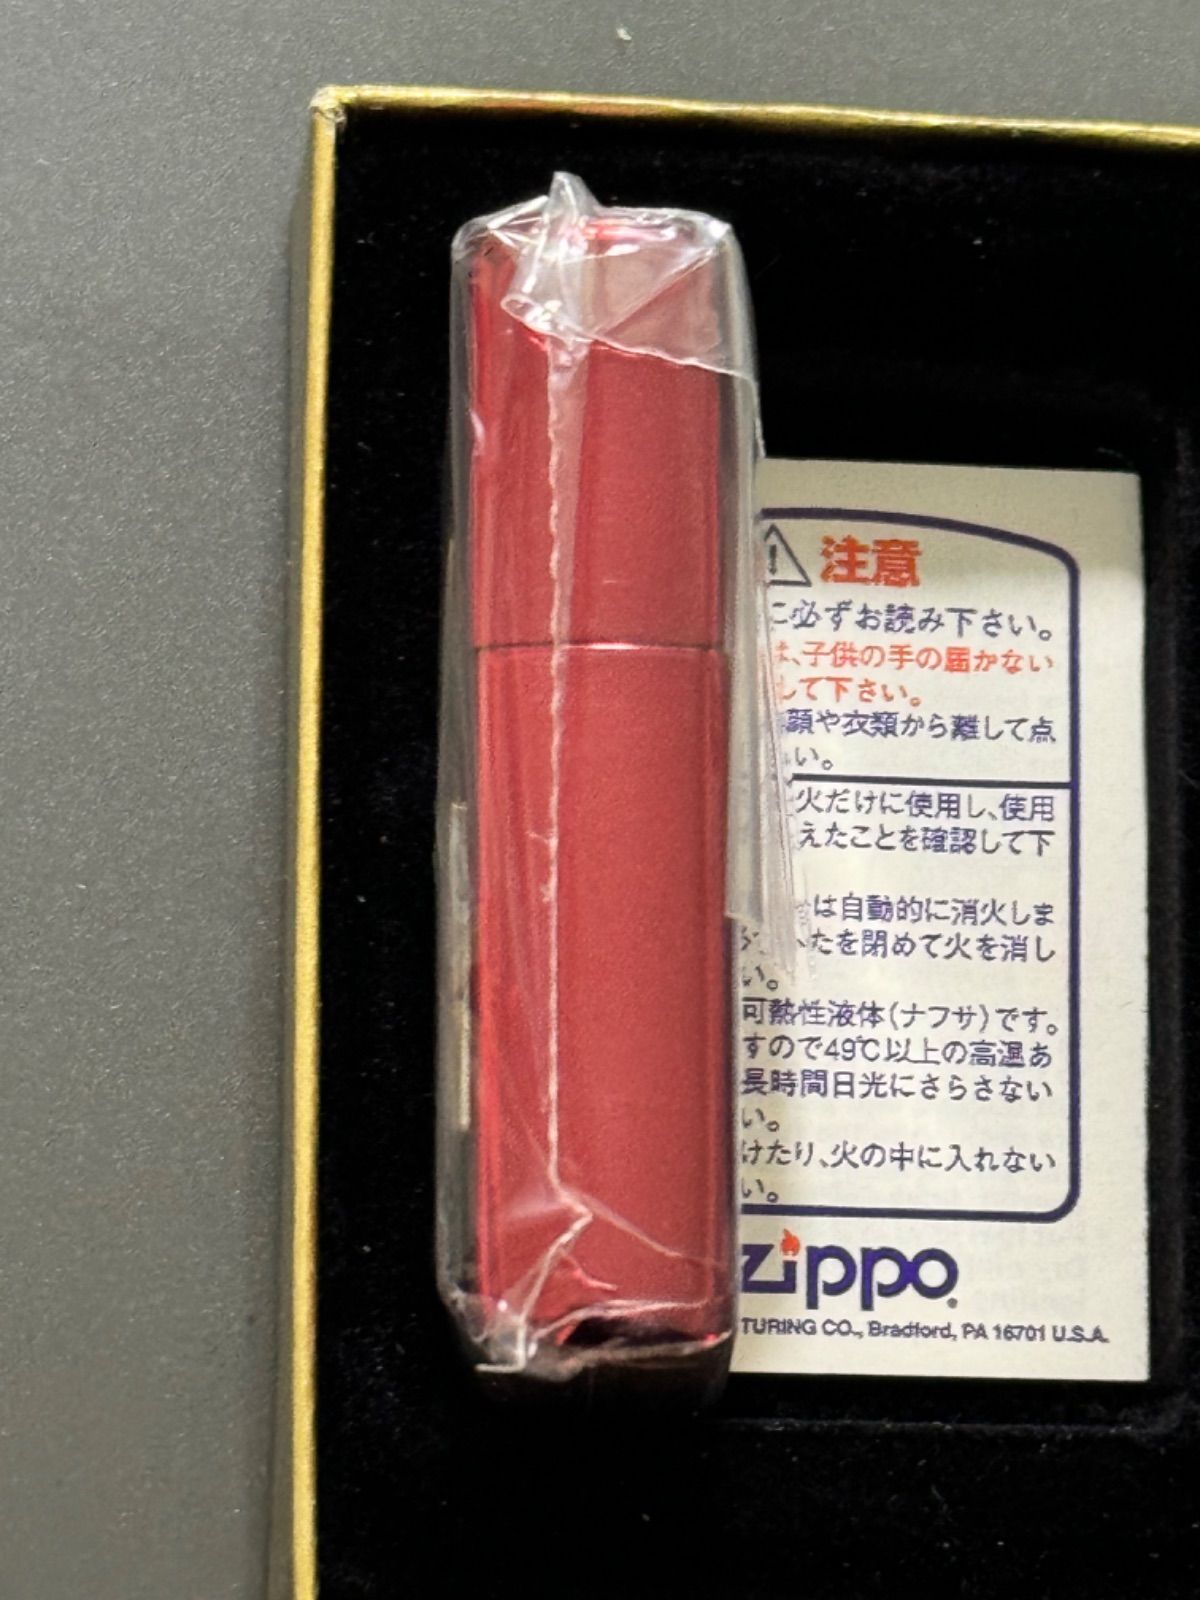 注意
に必ずお読み下さい。
は、子供の手の届かない
して下さい。
顔や衣類から離して点
い。
火だけに使用し、使用
えたことを確認して下
は自動的に消火しま
ふたを閉めて火を消し
い。
可熱性液体(ナフサ)です。
すので49℃以上の高温あ
長時間日光にさらさない
い。
けたり、火の中に入れない
い。
Zippo
TURING CO., Bradford, PA 16701 U.S.A.